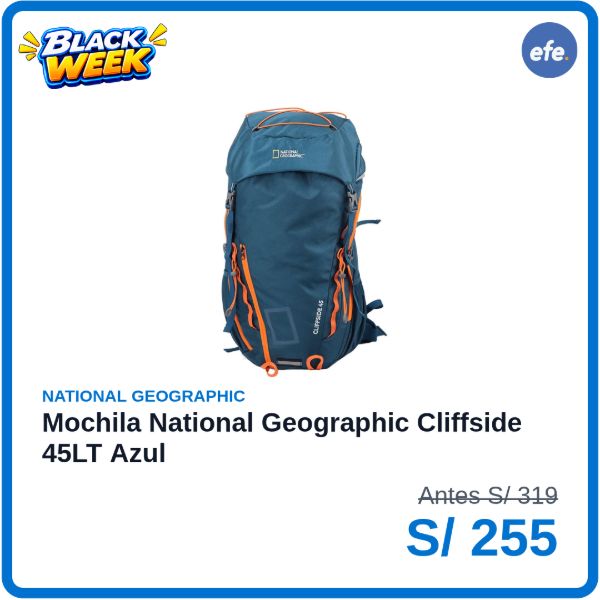 BLACK
WEEK
efe.
NATIONAL
GEOGRAPHIC
CLIFFSIDE 45
NATIONAL GEOGRAPHIC
Mochila National Geographic Cliffside
45LT Azul
Antes S/ 319
S/ 255